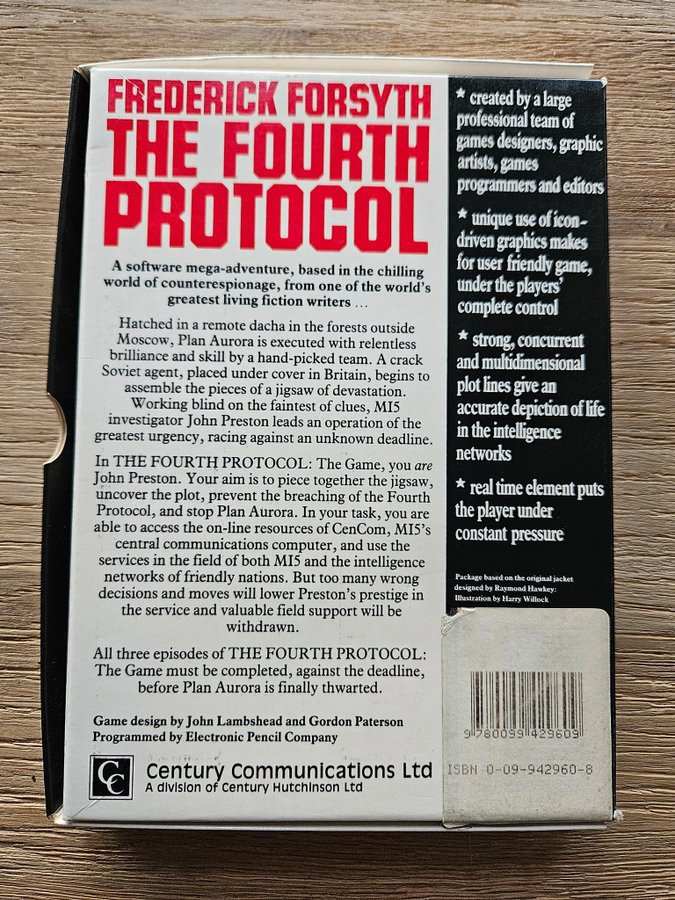 FREDERICK FORSYTH
THE FOURTH
PROTOCOL
A software mega-adventure, based in the chilling
world of counterespionage, from one of the world's
greatest living fiction writers ...
Hatched in a remote dacha in the forests outside
Moscow, Plan Aurora is executed with relentless
brilliance and skill by a hand-picked team. A crack
Soviet agent, placed under cover in Britain, begins to
assemble the pieces of a jigsaw of devastation.
Working blind on the faintest of clues, MI5
investigator John Preston leads an operation of the
greatest urgency, racing against an unknown deadline.
In THE FOURTH PROTOCOL: The Game, you are
John Preston. Your aim is to piece together the jigsaw,
uncover the plot, prevent the breaching of the Fourth
Protocol, and stop Plan Aurora. In your task, you are
able to access the on-line resources of CenCom, MI5's
central communications computer, and use the
services in the field of both MI5 and the intelligence
networks of friendly nations. But too many wrong
decisions and moves will lower Preston's prestige in
the service and valuable field support will be
withdrawn.
All three episodes of THE FOURTH PROTOCOL:
The Game must be completed, against the deadline,
before Plan Aurora is finally thwarted.
Game design by John Lambshead and Gordon Paterson
Programmed by Electronic Pencil Company
CC
Century Communications Ltd
A division of Century Hutchinson Ltd
* created by a large
professional team of
games designers, graphic
artists, games
programmers and editors
* unique use of icon-
driven graphics makes
for user friendly game,
under the players'
complete control
* strong, concurrent
and multidimensional
plot lines give an
accurate depiction of life
in the intelligence
networks
* real time element puts
the player under
constant pressure
Package based on the original jacket
designed by Raymond Hawkey:
Illustration by Harry Willock
9 780099 429609
ISBN 0-09-942960-8